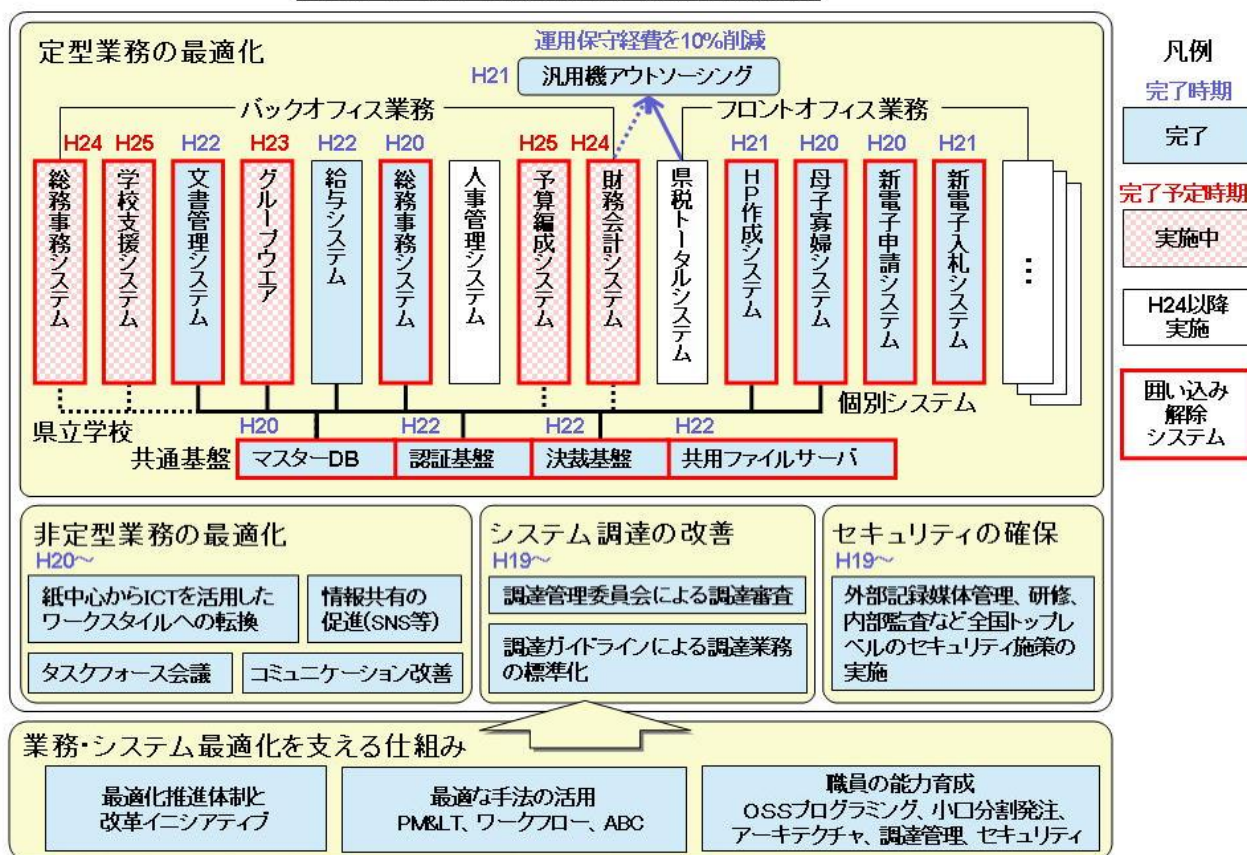 定型業務の最適化
運用保守経費を10%削減
H21
汎用機アウトソーシング
バックオフィス業務
フロントオフィス業務
H24
H25
H22
H23
H22
H20
H25
H24
H21
H20
H20
H21
総務事務システム
学校支援システム
文書管理システム
グループウエア
給与システム
総務事務システム
人事管理システム
予算編成システム
財務会計システム
県税トータルシステム
HP作成システム
母子寡婦システム
新電子申請システム
新電子入札システム
…
個別システム
県立学校
H20
H22
H22
H22
共通基盤
マスターDB
認証基盤
決裁基盤
共用ファイルサーバ
凡例
完了時期
完了
完了予定時期
実施中
H24以降
実施
囲い込み
解除
システム
非定型業務の最適化
H20～
紙中心からICTを活用した
ワークスタイルへの転換
情報共有の
促進(SNS等)
タスクフォース会議
コミュニケーション改善
システム調達の改善
H19～
調達管理委員会による調達審査
調達ガイドラインによる調達業務
の標準化
セキュリティの確保
H19～
外部記録媒体管理、研修、
内部監査など全国トップレ
ベルのセキュリティ施策の
実施
業務・システム最適化を支える仕組み
最適化推進体制と
改革イニシアティブ
最適な手法の活用
PM&LT、ワークフロー、ABC
職員の能力育成
OSSプログラミング、小口分割発注、
アーキテクチャ、調達管理、セキュリティ